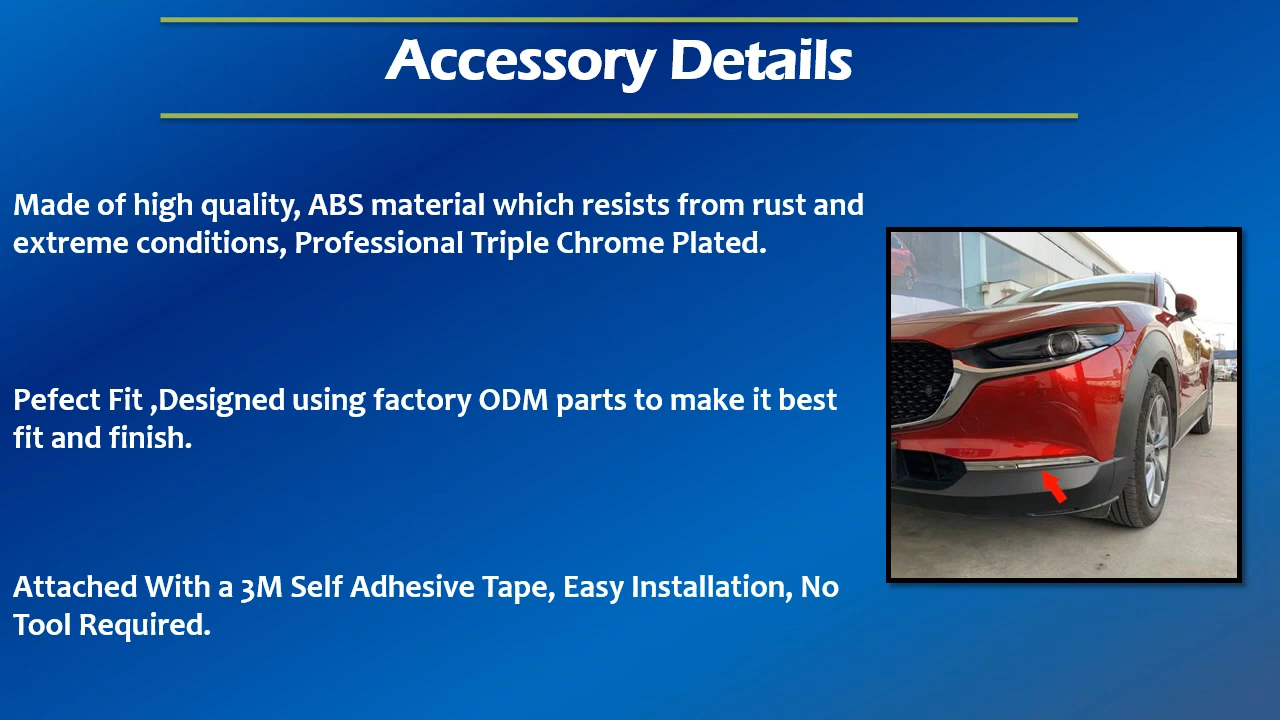 Accessory Details
Made of high quality, ABS material which resists from rust and
extreme conditions, Professional Triple Chrome Plated.
Pefect Fit ,Designed using factory ODM parts to make it best
fit and finish.
Attached With a 3M Self Adhesive Tape, Easy Installation, No
Tool Required.